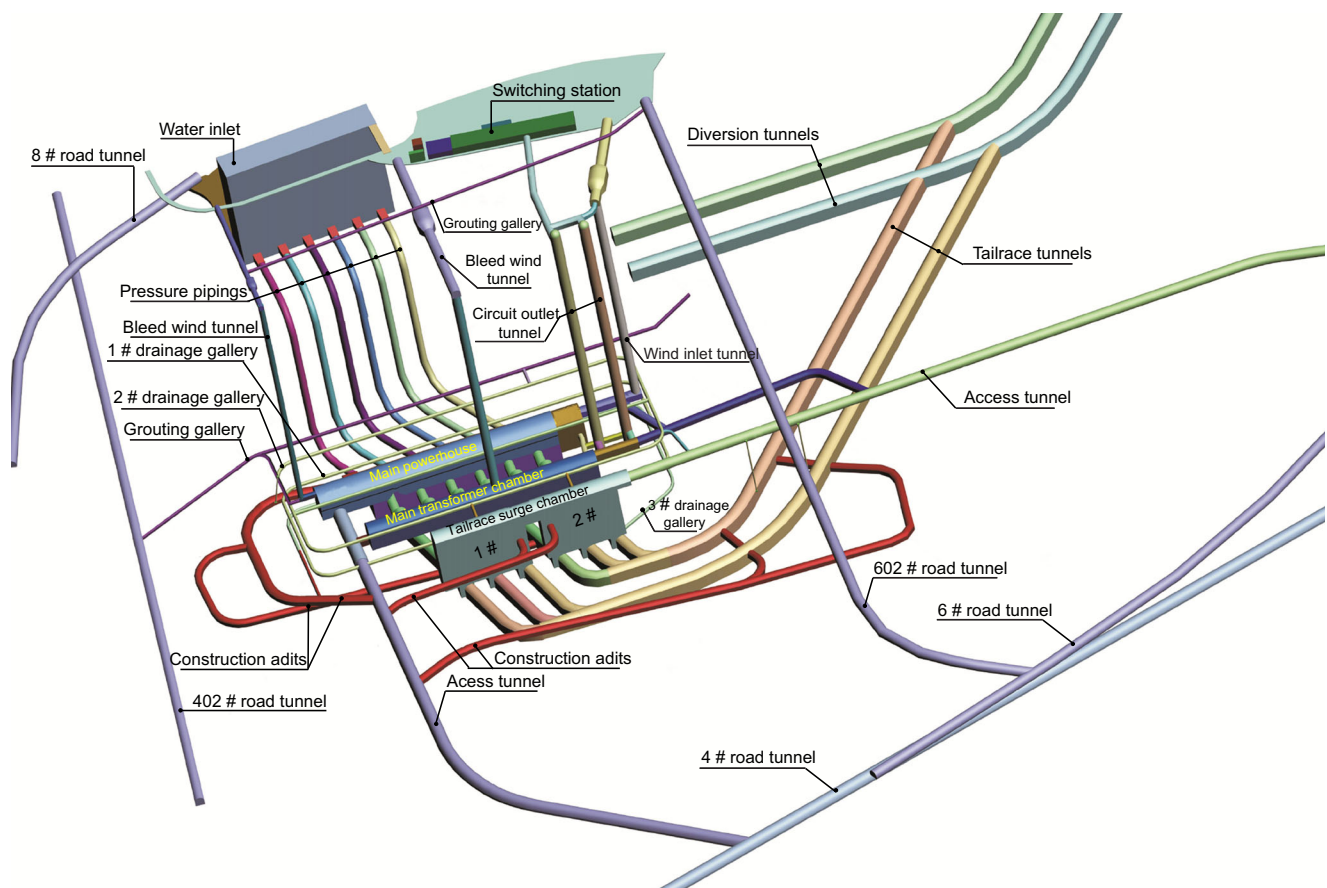 Switching station
Water inlet
8 # road tunnel
Diversion tunnels
Grouting gallery
Bleed wind
tunnel
Tailrace tunnels
Pressure pipings
Circuit outlet
tunnel
Bleed wind tunnel
1 # drainage gallery
Wind inlet tunnel
2 # drainage gallery
Access tunnel
Grouting gallery
Main powerhouse
Main transformer chamber
Tailrace surge chamber
3 # drainage
gallery
1 #
2 #
602 # road tunnel
6 # road tunnel
Construction adits
Construction adits
Acess tunnel
402 # road tunnel
4 # road tunnel